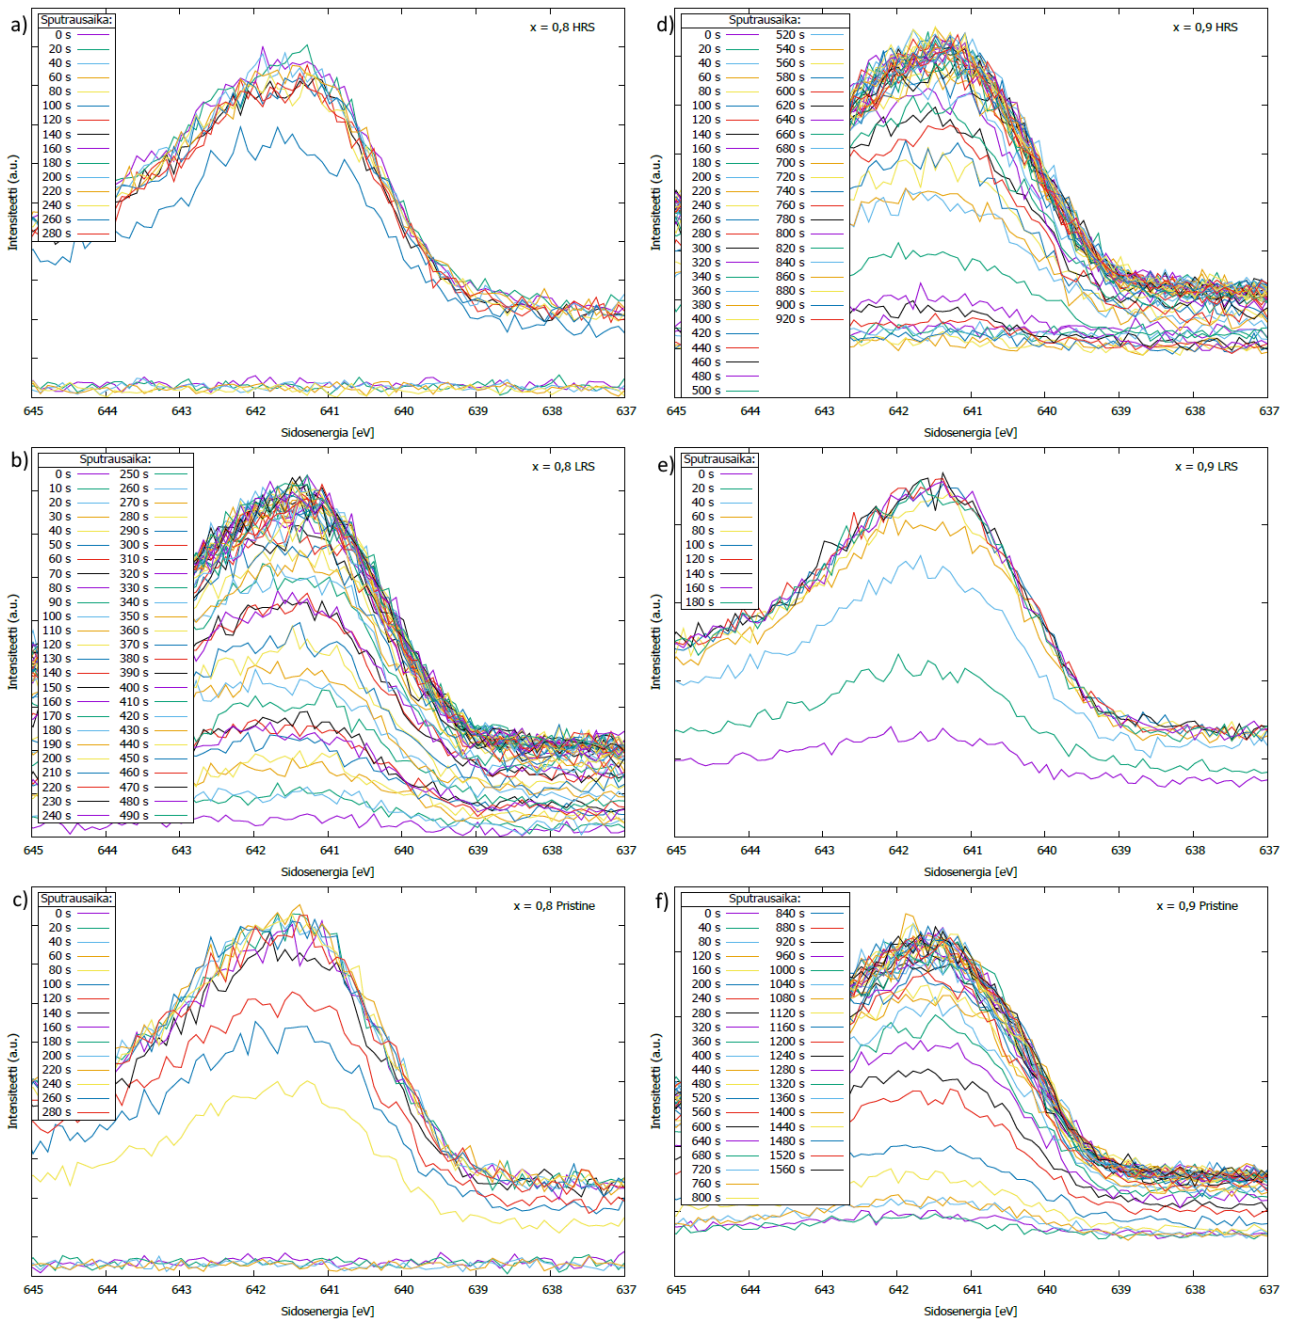 a)
Sputrausaika:
0 s
20 s
40 s
60 s
80 s
100 s
120 s
140 s
160 s
180 s
200 s
220 s
240 s
260 s
280 s
x = 0,8 HRS
Intensiteetti (a.u.)
645 644 643 642 641 640 639 638 637
Sidosenergia [eV]
b)
Sputrausaika:
0 s 250 s
10 s 260 s
20 s 270 s
30 s 280 s
40 s 290 s
50 s 300 s
60 s 310 s
70 s 320 s
80 s 330 s
90 s 340 s
100 s 350 s
110 s 360 s
120 s 370 s
130 s 380 s
140 s 390 s
150 s 400 s
160 s 410 s
170 s 420 s
180 s 430 s
190 s 440 s
200 s 450 s
210 s 460 s
220 s 470 s
230 s 480 s
240 s 490 s
x = 0,8 LRS
Intensiteetti (a.u.)
645 644 643 642 641 640 639 638 637
Sidosenergia [eV]
c)
Sputrausaika:
0 s
20 s
40 s
60 s
80 s
100 s
120 s
140 s
160 s
180 s
200 s
220 s
240 s
260 s
280 s
x = 0,8 Pristine
Intensiteetti (a.u.)
645 644 643 642 641 640 639 638 637
Sidosenergia [eV]
d)
Sputrausaika:
0 s 520 s
20 s 540 s
40 s 560 s
60 s 580 s
80 s 600 s
100 s 620 s
120 s 640 s
140 s 660 s
160 s 680 s
180 s 700 s
200 s 720 s
220 s 740 s
240 s 760 s
260 s 780 s
280 s 800 s
300 s 820 s
320 s 840 s
340 s 860 s
360 s 880 s
380 s 900 s
400 s 920 s
420 s
440 s
460 s
480 s
500 s
x = 0,9 HRS
Intensiteetti (a.u.)
645 644 643 642 641 640 639 638 637
Sidosenergia [eV]
e)
Sputrausaika:
0 s
20 s
40 s
60 s
80 s
100 s
120 s
140 s
160 s
180 s
x = 0,9 LRS
Intensiteetti (a.u.)
645 644 643 642 641 640 639 638 637
Sidosenergia [eV]
f)
Sputrausaika:
0 s 840 s
40 s 880 s
80 s 920 s
120 s 960 s
160 s 1000 s
200 s 1040 s
240 s 1080 s
280 s 1120 s
320 s 1160 s
360 s 1200 s
400 s 1240 s
440 s 1280 s
480 s 1320 s
520 s 1360 s
560 s 1400 s
600 s 1440 s
640 s 1480 s
680 s 1520 s
720 s 1560 s
760 s
800 s
x = 0,9 Pristine
Intensiteetti (a.u.)
645 644 643 642 641 640 639 638 637
Sidosenergia [eV]